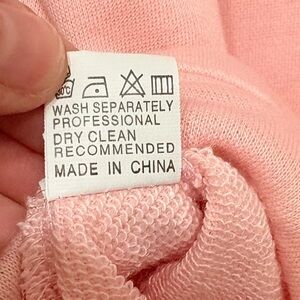 WASH SEPARATELY
PROFESSIONAL
DRY CLEAN
RECOMMENDED
MADE IN CHINA